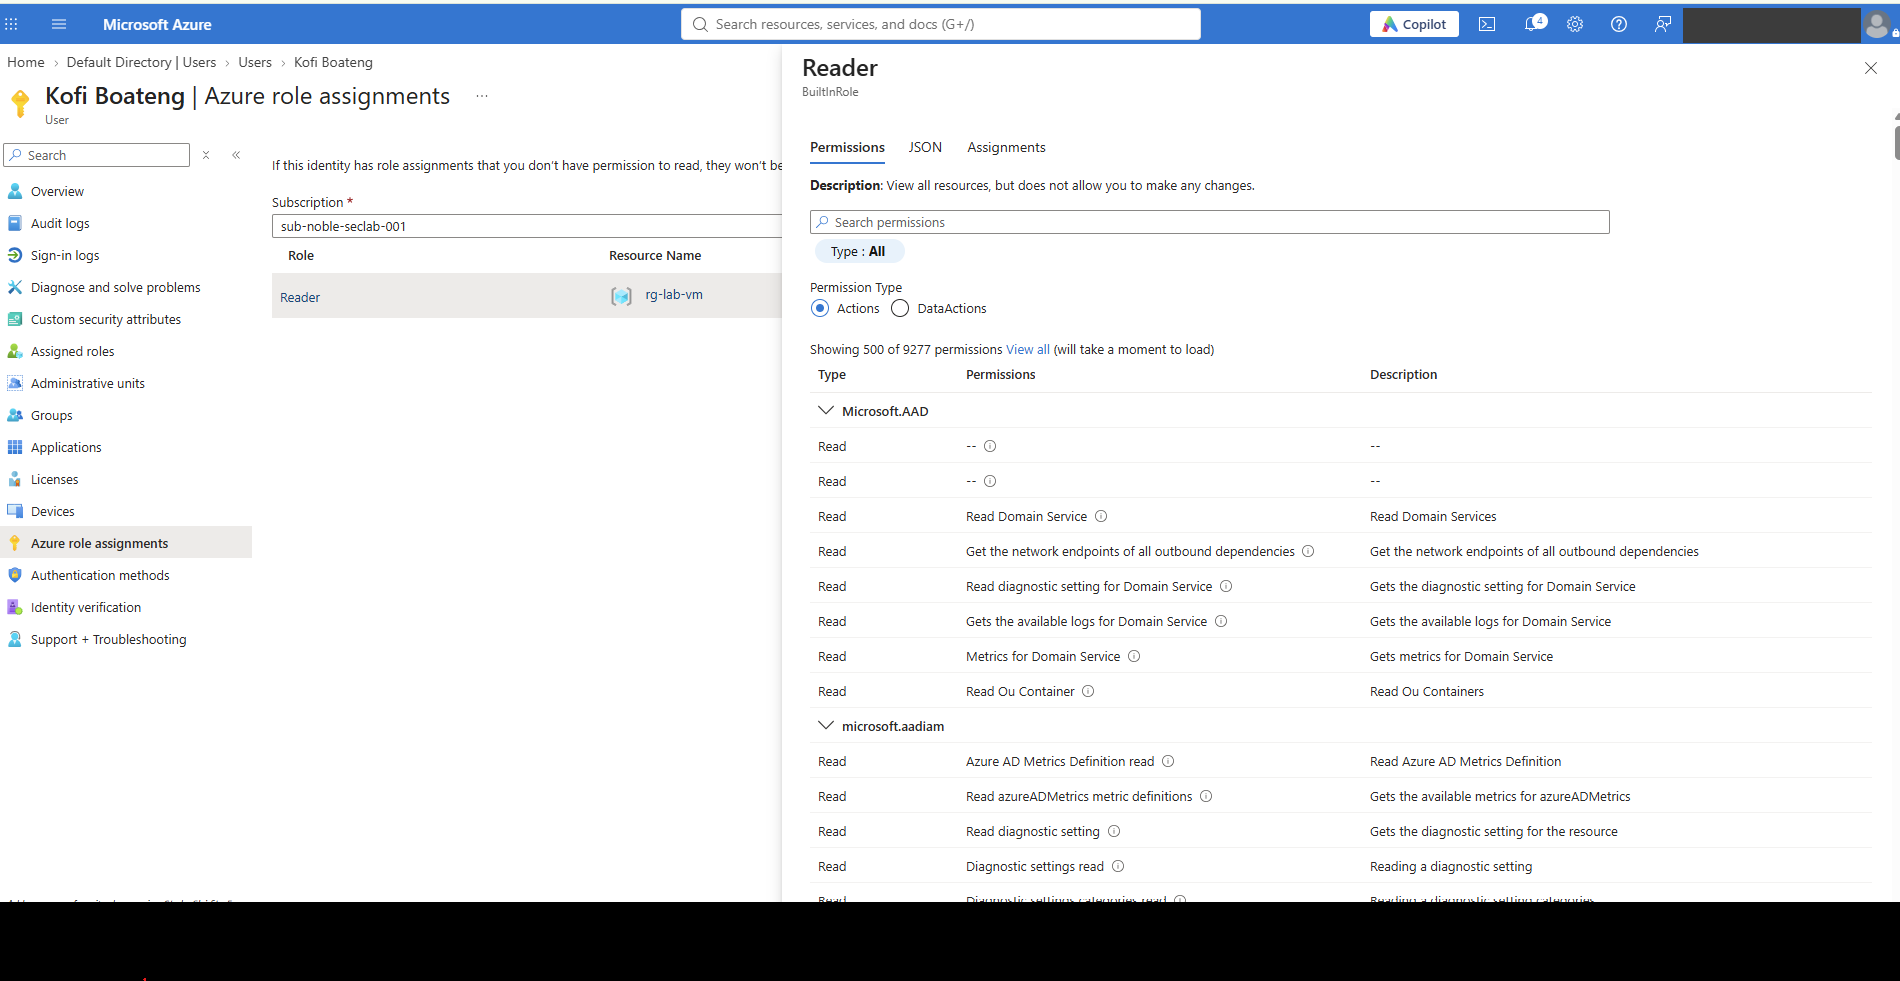 Microsoft Azure
Search resources, services, and docs (G+/)
Copilot
4
Home > Default Directory | Users > Users > Kofi Boateng
Kofi Boateng | Azure role assignments ...
User
Search
Overview
Audit logs
Sign-in logs
Diagnose and solve problems
Custom security attributes
Assigned roles
Administrative units
Groups
Applications
Licenses
Devices
Azure role assignments
Authentication methods
Identity verification
Support + Troubleshooting
If this identity has role assignments that you don't have permission to read, they won't be
Subscription *
sub-noble-seclab-001
Role Resource Name
Reader rg-lab-vm
Reader
BuiltInRole
Permissions JSON Assignments
Description: View all resources, but does not allow you to make any changes.
Search permissions
Type : All
Permission Type
Actions DataActions
Showing 500 of 9277 permissions View all (will take a moment to load)
Type Permissions Description
Microsoft.AAD
Read -- --
Read -- --
Read Read Domain Service Read Domain Services
Read Get the network endpoints of all outbound dependencies Get the network endpoints of all outbound dependencies
Read Read diagnostic setting for Domain Service Gets the diagnostic setting for Domain Service
Read Gets the available logs for Domain Service Gets the available logs for Domain Service
Read Metrics for Domain Service Gets metrics for Domain Service
Read Read Ou Container Read Ou Containers
microsoft.aadiam
Read Azure AD Metrics Definition read Read Azure AD Metrics Definition
Read Read azureADMetrics metric definitions Gets the available metrics for azureADMetrics
Read Read diagnostic setting Gets the diagnostic setting for the resource
Read Diagnostic settings read Reading a diagnostic setting
Read Diagnostic settings categories read Reading a diagnostic setting categories